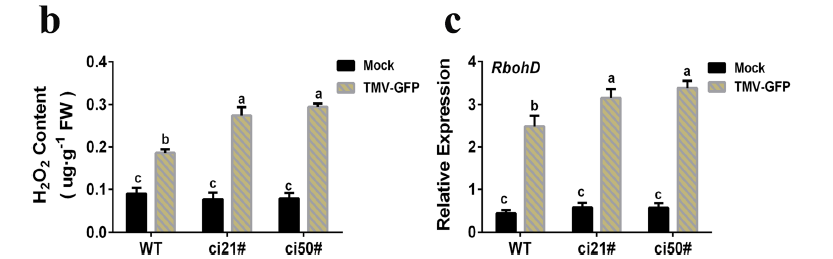 b
H₂O₂ Content
( ug·g⁻¹ FW )
0.4
0.3
0.2
0.1
0.0
c
b
c
a
c
a
WT
ci21#
ci50#
Mock
TMV-GFP
c
Relative Expression
4
3
2
1
0
RbohD
c
b
c
a
c
a
WT
ci21#
ci50#
Mock
TMV-GFP